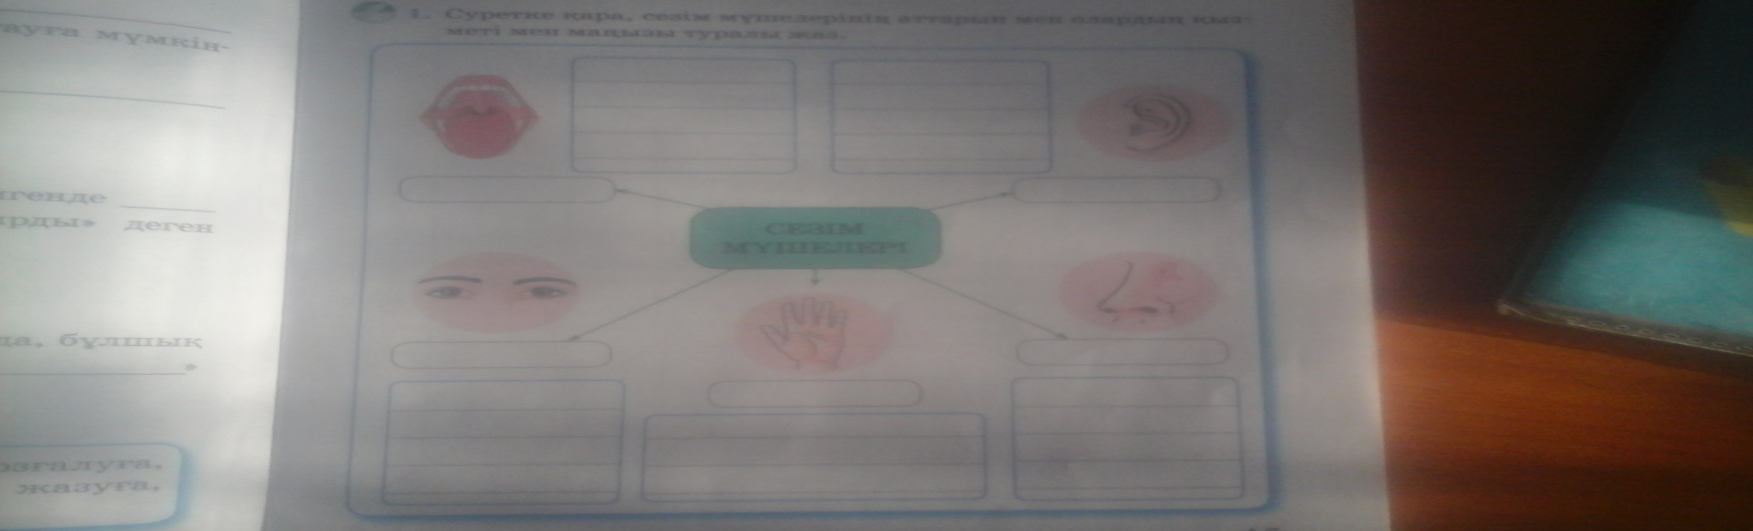 ауға мүмкін-
генде
рды» деген
да, бұлшық
озғалуға,
жазуға,
1. Суретке қара, сезім мүшелерінің аттарын мен олардың қыз-
меті мен маңызы туралы жаз.
СЕЗІМ
МҮШЕЛЕРІ